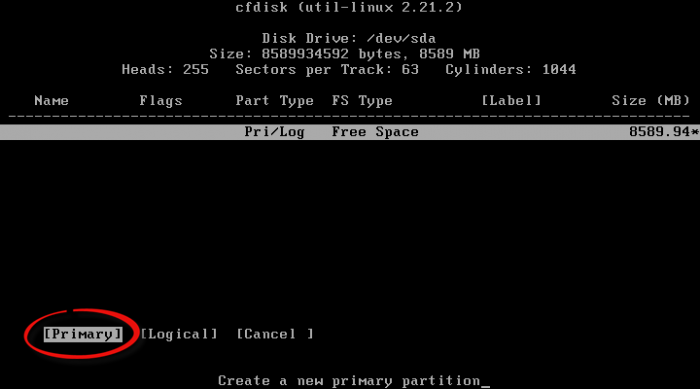 cfdisk (util-linux 2.21.2)
Disk Drive: /dev/sda
Size: 8589934592 bytes, 8589 MB
Heads: 255   Sectors per Track: 63   Cylinders: 1044
Name   Flags   Part Type   FS Type   [Label]   Size (MB)
Pri/Log   Free Space   8589.94*
[Primary]   [Logical]   [Cancel ]
Create a new primary partition_